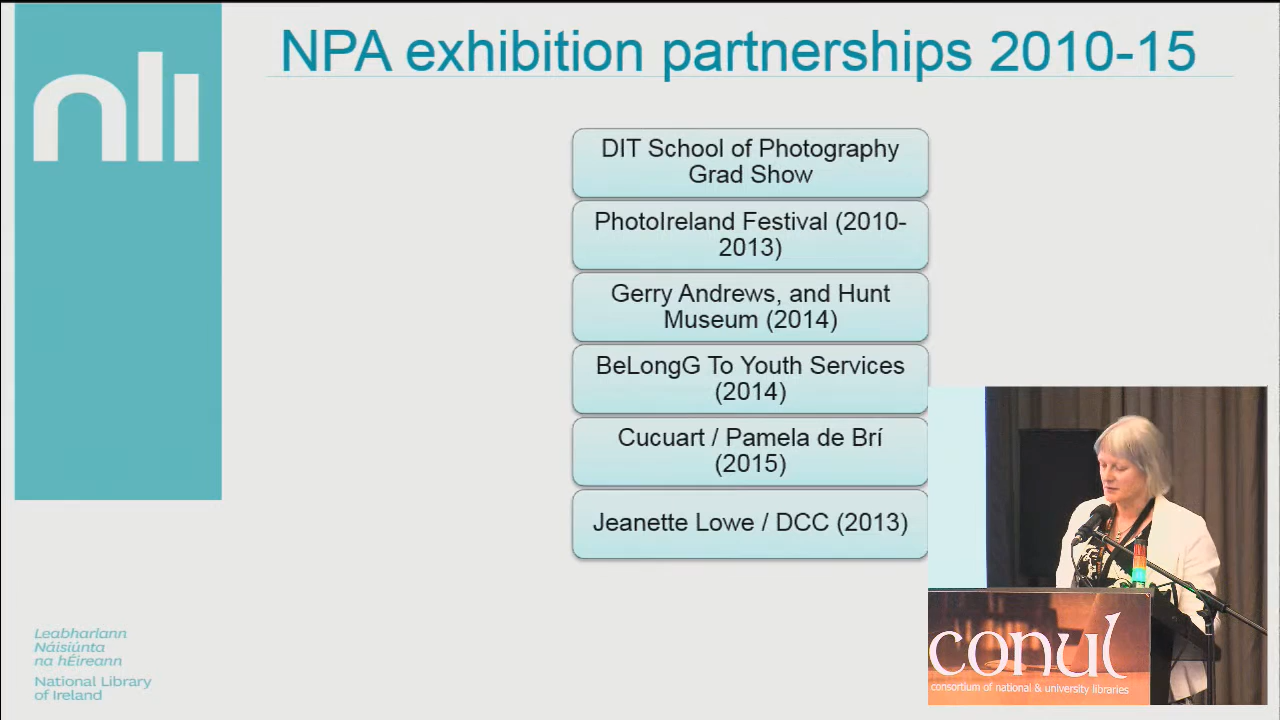 nli
NPA exhibition partnerships 2010-15
DIT School of Photography
Grad Show
PhotoIreland Festival (2010-
2013)
Gerry Andrews, and Hunt
Museum (2014)
BeLongG To Youth Services
(2014)
Cucuart / Pamela de Brí
(2015)
Jeanette Lowe / DCC (2013)
Leabharlann
Náisiúnta
na hÉireann
National Library
of Ireland
conul
consortium of national & university libraries